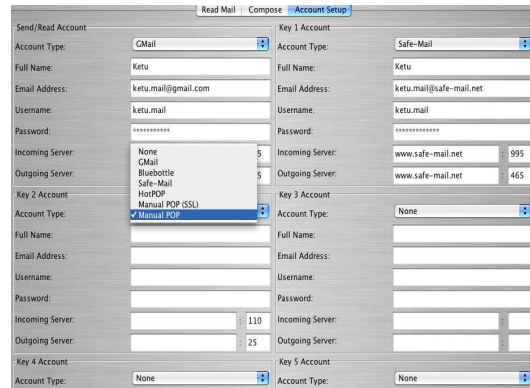 Read Mail Compose Account Setup
Send/Read Account
Account Type: GMail
Full Name: Ketu
Email Address: ketu.mail@gmail.com
Username: ketu.mail
Password: ***********
Incoming Server: 5
Outgoing Server: 5
Key 1 Account
Account Type: Safe-Mail
Full Name: Ketu
Email Address: ketu.mail@safe-mail.net
Username: ketu.mail
Password: *************
Incoming Server: www.safe-mail.net : 995
Outgoing Server: www.safe-mail.net : 465
None
GMail
Bluebottle
Safe-Mail
HotPOP
Manual POP (SSL)
✓ Manual POP
Key 2 Account
Account Type:
Full Name:
Email Address:
Username:
Password:
Incoming Server: : 110
Outgoing Server: : 25
Key 3 Account
Account Type: None
Full Name:
Email Address:
Username:
Password:
Incoming Server: :
Outgoing Server: :
Key 4 Account
Account Type: None
Key 5 Account
Account Type: None